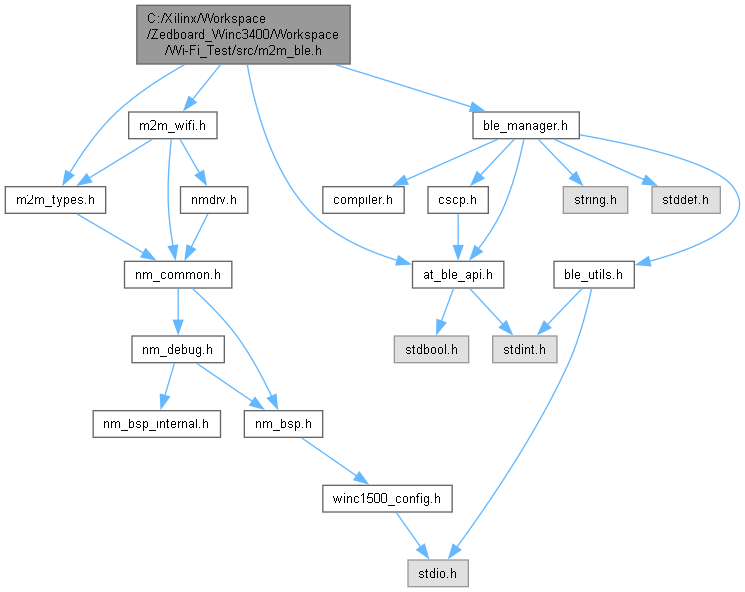 C:/Xilinx/Workspace
/Zedboard_Winc3400/Workspace
/Wi-Fi_Test/src/m2m_ble.h
m2m_wifi.h
ble_manager.h
m2m_types.h
nmdrv.h
compiler.h
cscp.h
string.h
stddef.h
nm_common.h
at_ble_api.h
ble_utils.h
nm_debug.h
stdbool.h
stdint.h
nm_bsp_internal.h
nm_bsp.h
winc1500_config.h
stdio.h